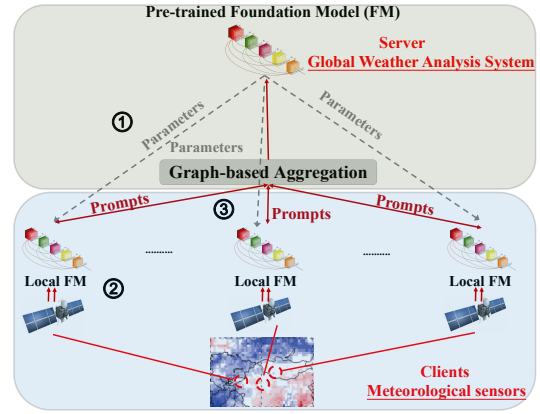 Pre-trained Foundation Model (FM)
Server
Global Weather Analysis System
①
Parameters
Parameters
Parameters
Graph-based Aggregation
Prompts
③
Prompts
Prompts
...........
...........
Local FM
②
Local FM
Local FM
Clients
Meteorological sensors